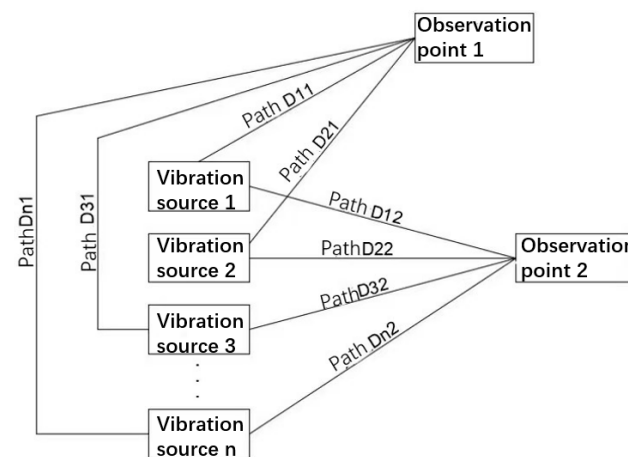 Observation
point 1
Path D11
Path D21
PathDn1
Path D31
Vibration
source 1
Path D12
Vibration
source 2
PathD22
Observation
point 2
PathD32
Vibration
source 3
Path Dn2
Vibration
source n